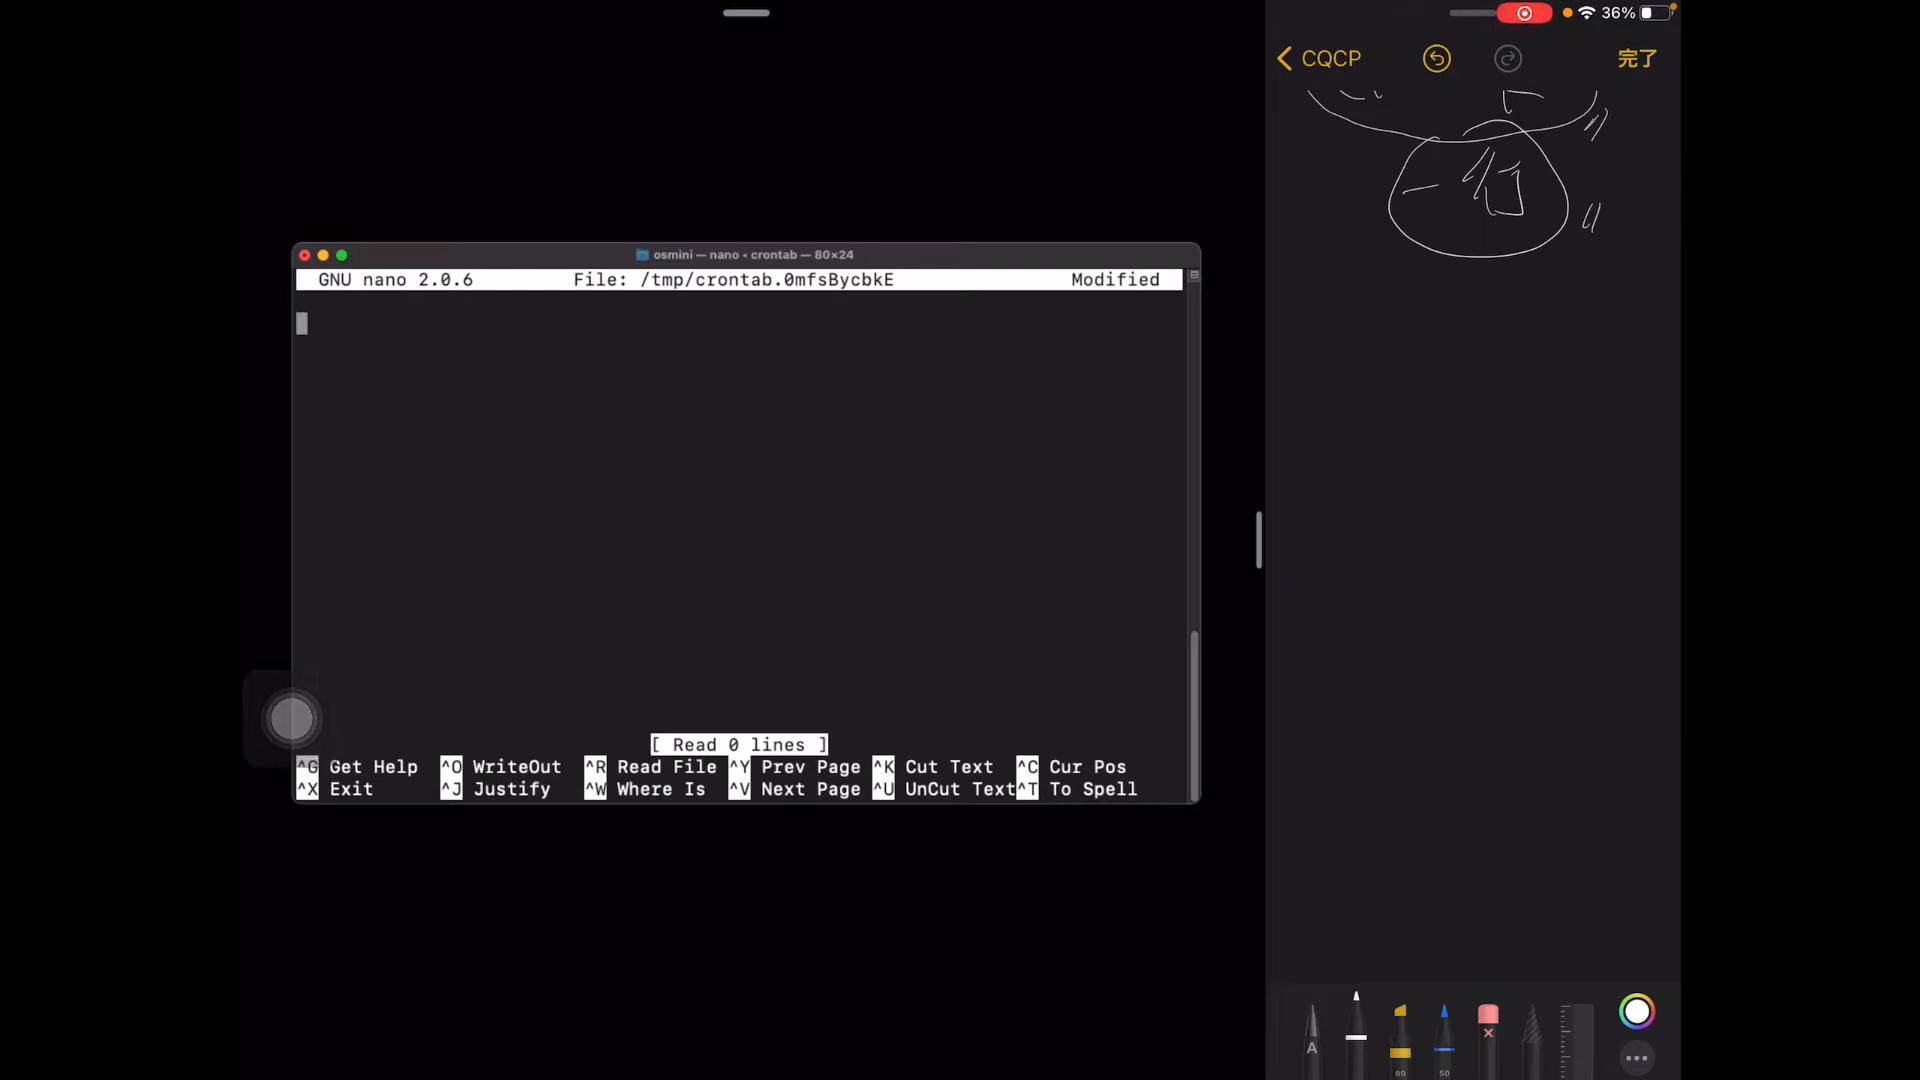 osmini — nano • crontab — 80×24
GNU nano 2.0.6 File: /tmp/crontab.0mfsBycbkE Modified
[ Read 0 lines ]
^G Get Help ^O WriteOut ^R Read File ^Y Prev Page ^K Cut Text ^C Cur Pos
^X Exit ^J Justify ^W Where Is ^V Next Page ^U UnCut Text ^T To Spell
36%
CQCP 完了
A
80
50